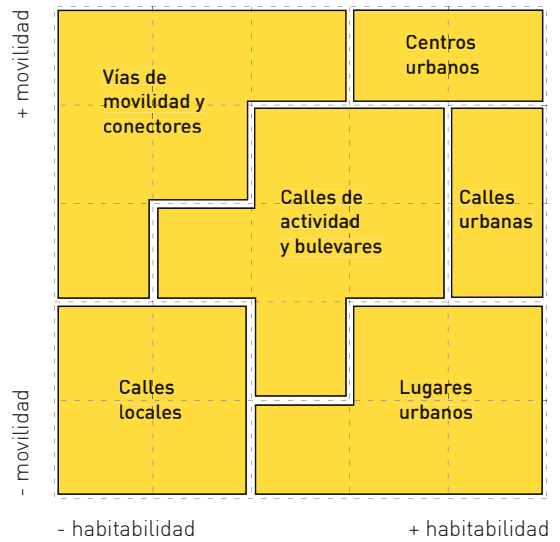 + movilidad
Centros
urbanos
Vías de
movilidad y
conectores
Calles de
actividad
y bulevares
Calles
urbanas
Calles
locales
Lugares
urbanos
- movilidad
- habitabilidad
+ habitabilidad